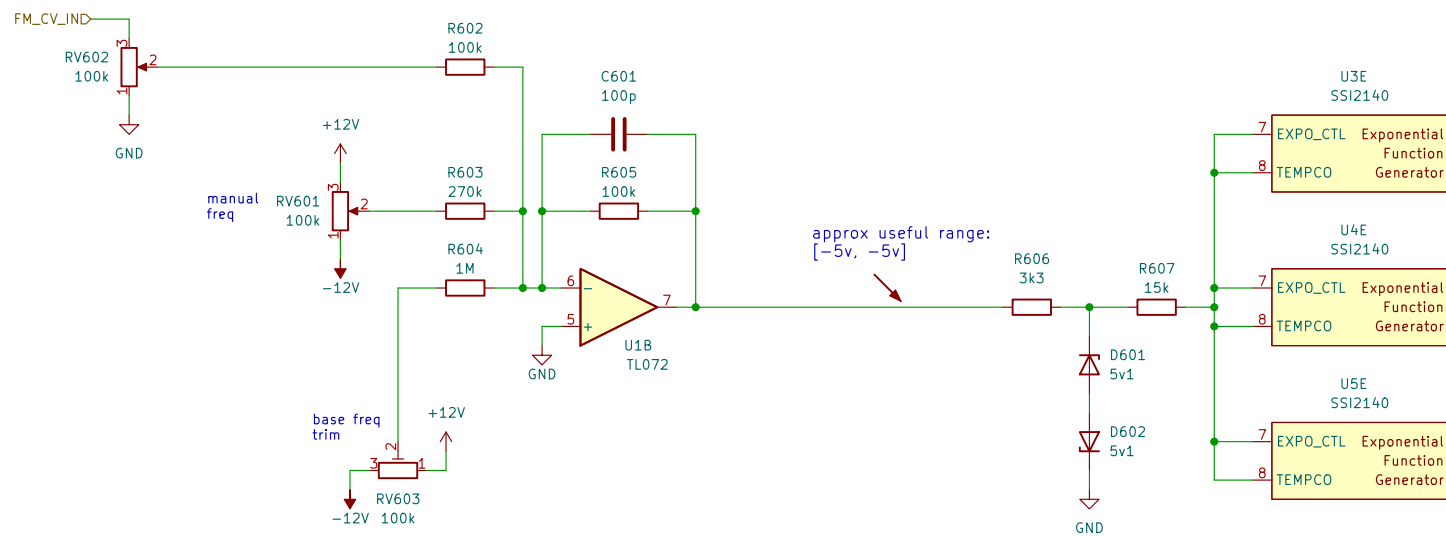 FM_CV_IN
3
RV602
100k
2
1
GND
R602
100k
C601
100p
+12V
manual
freq
RV601
100k
3
2
1
-12V
R603
270k
R605
100k
R604
1M
6
-
5
+
7
U1B
TL072
GND
base freq
trim
+12V
2
3
1
-12V
RV603
100k
approx useful range:
[-5v, -5v]
R606
3k3
R607
15k
D601
5v1
D602
5v1
GND
U3E
SSI2140
7
EXPO_CTL
Exponential
Function
8
TEMPCO
Generator
U4E
SSI2140
7
EXPO_CTL
Exponential
Function
8
TEMPCO
Generator
U5E
SSI2140
7
EXPO_CTL
Exponential
Function
8
TEMPCO
Generator